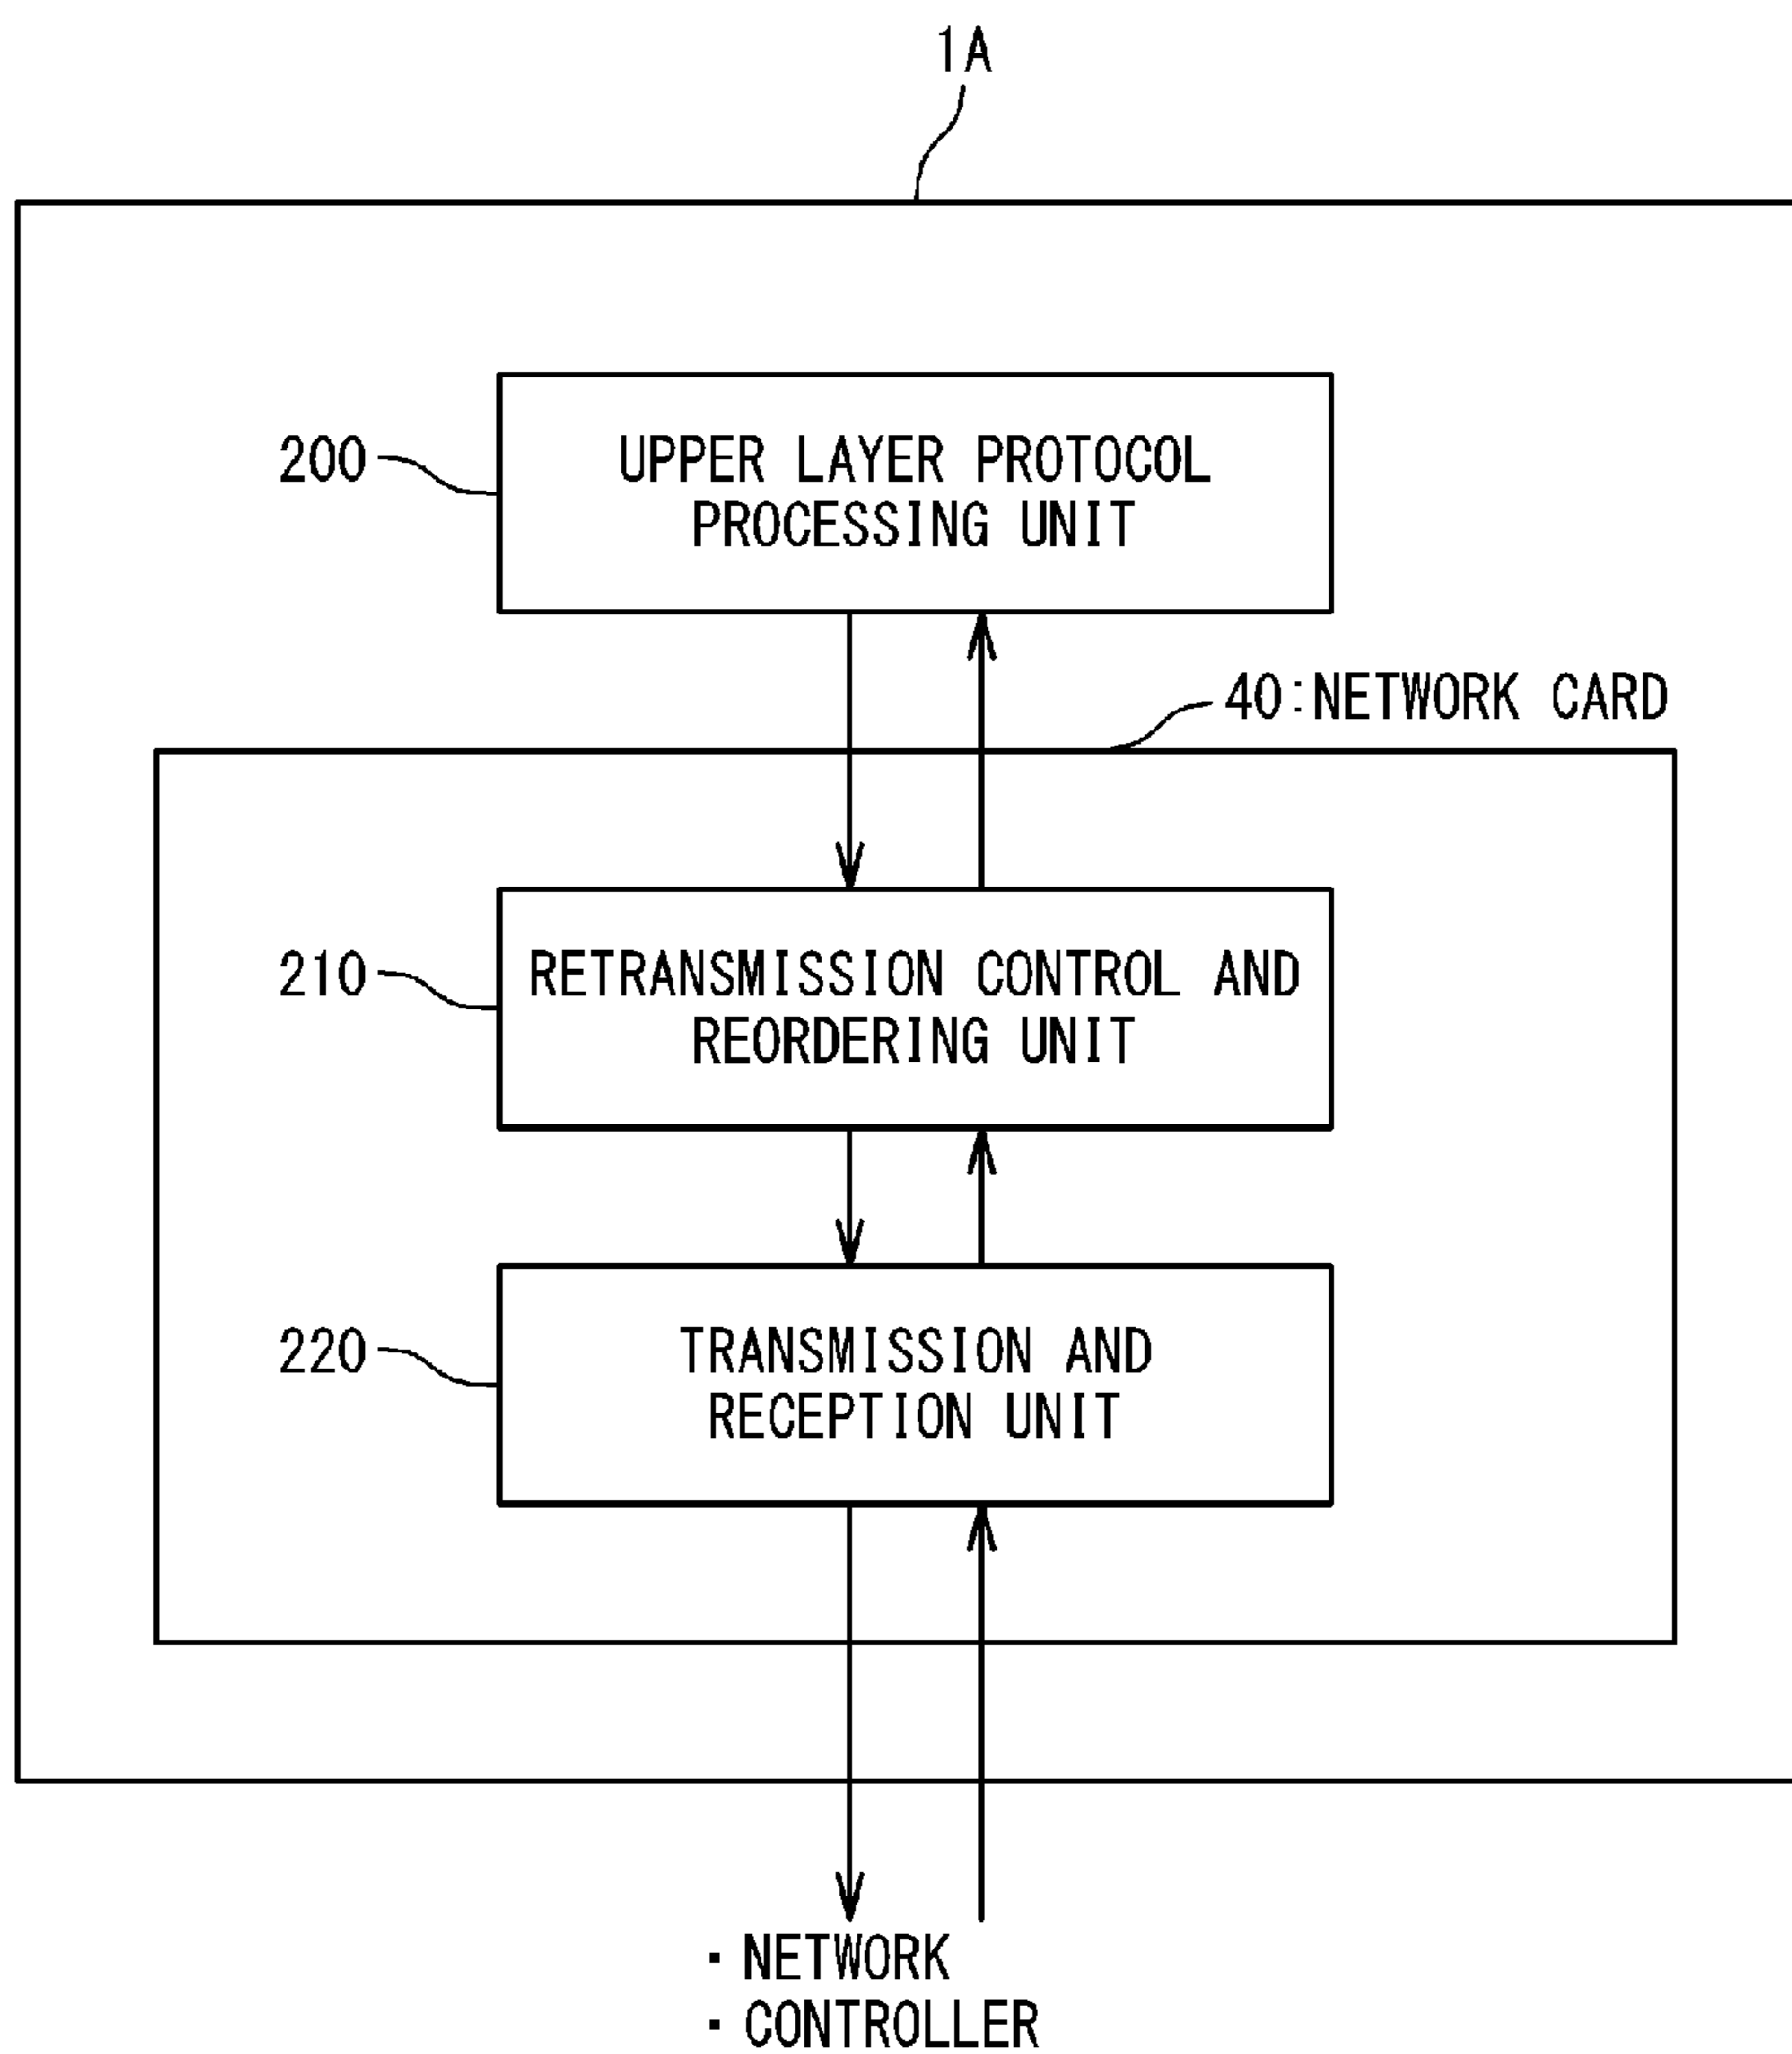 1A
200
UPPER LAYER PROTOCOL
PROCESSING UNIT
40:NETWORK CARD
210
RETRANSMISSION CONTROL AND
REORDERING UNIT
220
TRANSMISSION AND
RECEPTION UNIT
・NETWORK
・CONTROLLER